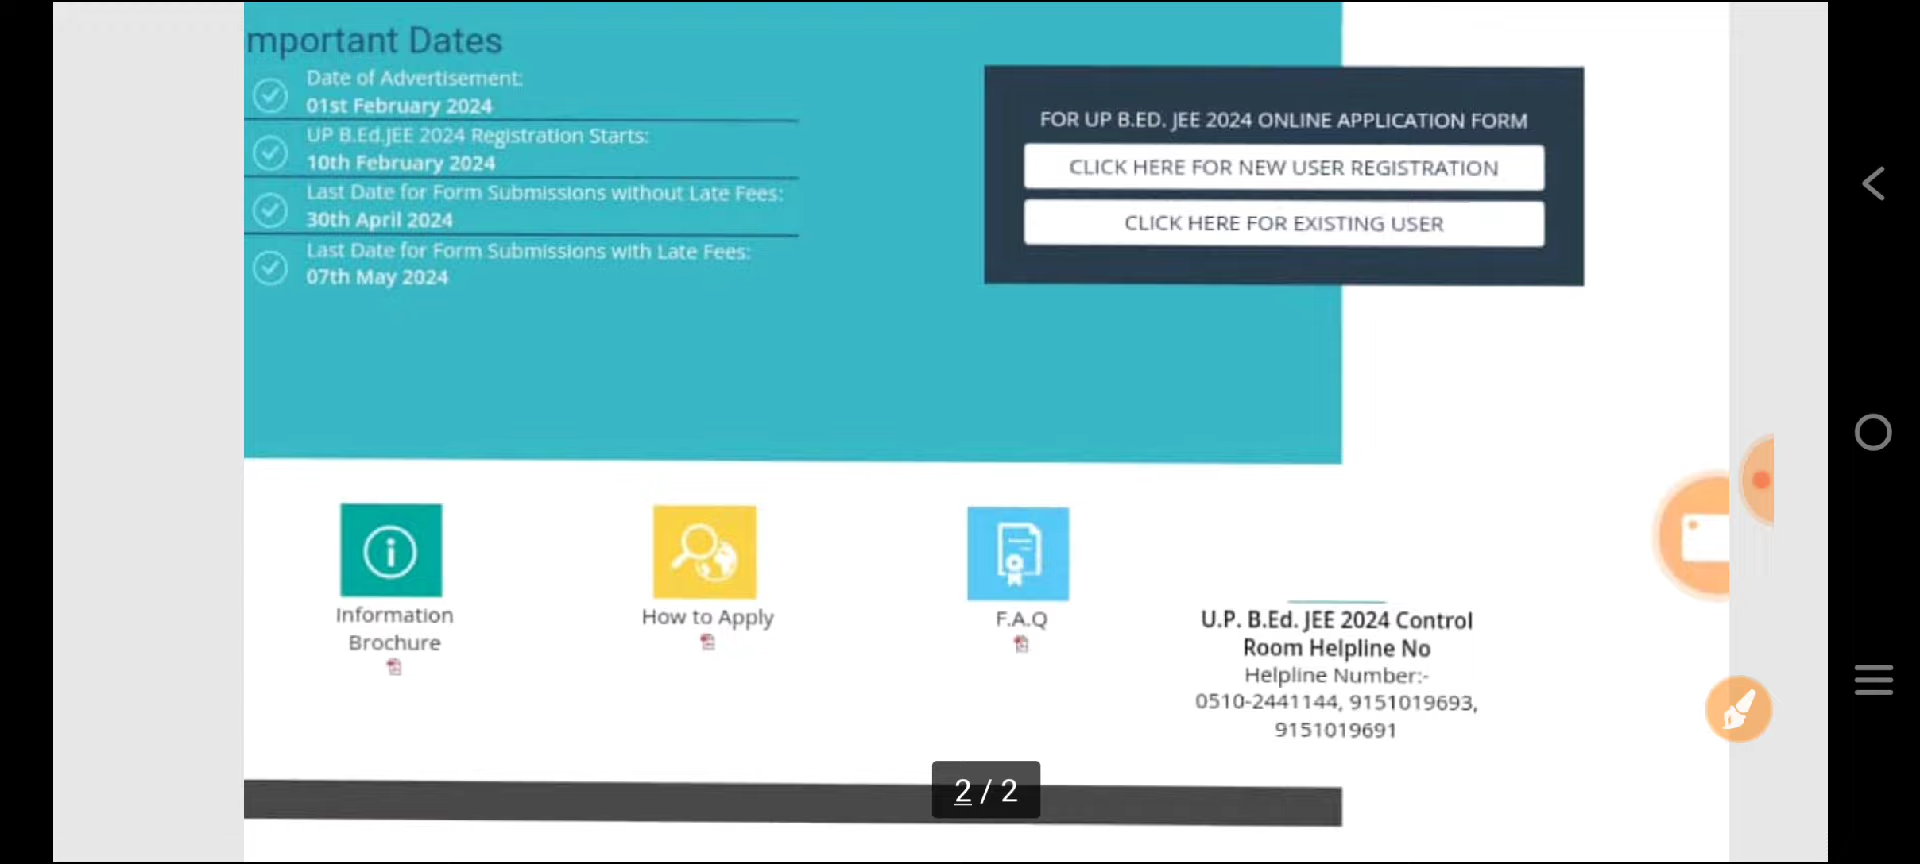 mportant Dates
Date of Advertisement:
01st February 2024
UP B.Ed.JEE 2024 Registration Starts:
10th February 2024
Last Date for Form Submissions without Late Fees:
30th April 2024
Last Date for Form Submissions with Late Fees:
07th May 2024
FOR UP B.ED. JEE 2024 ONLINE APPLICATION FORM
CLICK HERE FOR NEW USER REGISTRATION
CLICK HERE FOR EXISTING USER
Information
Brochure
How to Apply
F.A.Q
U.P. B.Ed. JEE 2024 Control
Room Helpline No
Helpline Number:-
0510-2441144, 9151019693,
9151019691
2 / 2